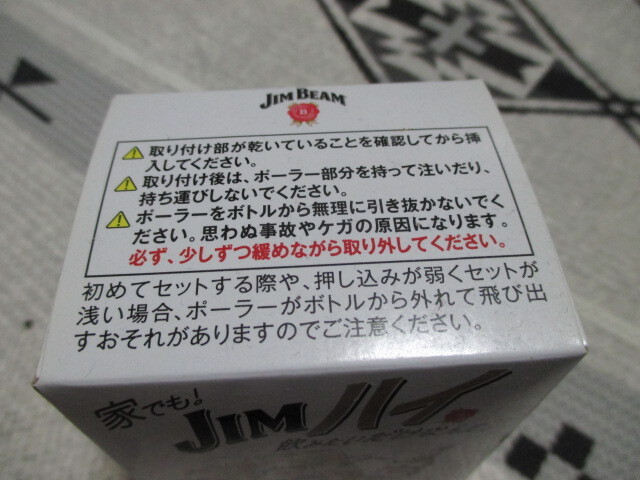 JIM BEAM
B
取り付け部が乾いていることを確認してから挿
入してください。
取り付け後は、ポーラー部分を持って注いだり、
持ち運びしないでください。
ポーラーをボトルから無理に引き抜かないでく
ださい。思わぬ事故やケガの原因になります。
必ず、少しずつ緩めながら取り外してください。
初めてセットする際や、押し込みが弱くセットが
浅い場合、ポーラーがボトルから外れて飛び出
すおそれがありますのでご注意ください。
家でも!
JIMハイ